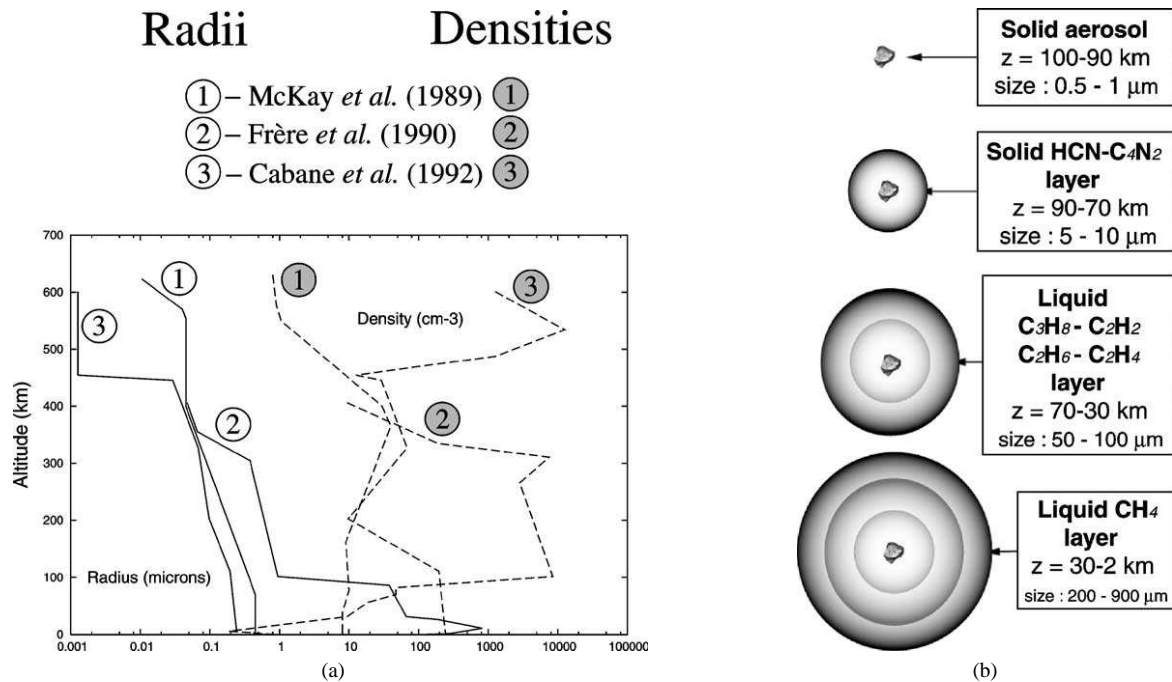 Radii Densities
1 – McKay et al. (1989) 1
2 – Frère et al. (1990) 2
3 – Cabane et al. (1992) 3
700
600
500
400
300
200
100
0
Altitude (km)
1
3
2
1
3
2
Density (cm-3)
Radius (microns)
0.001 0.01 0.1 1 10 100 1000 10000 100000
(a)
Solid aerosol
z = 100-90 km
size : 0.5 - 1 µm
Solid HCN-C₄N₂
layer
z = 90-70 km
size : 5 - 10 µm
Liquid
C₃H₈ - C₂H₂
C₂H₆ - C₂H₄
layer
z = 70-30 km
size : 50 - 100 µm
Liquid CH₄
layer
z = 30-2 km
size : 200 - 900 µm
(b)